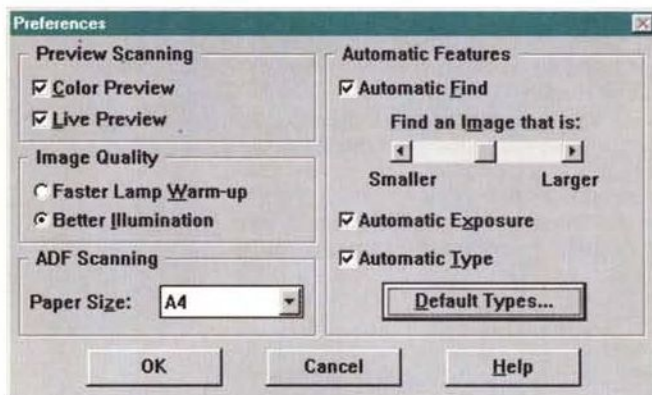 Preferences
Preview Scanning
Color Preview
Live Preview
Image Quality
Faster Lamp Warm-up
Better Illumination
ADF Scanning
Paper Size: A4
Automatic Features
Automatic Find
Find an Image that is:
Smaller Larger
Automatic Exposure
Automatic Type
Default Types...
OK Cancel Help